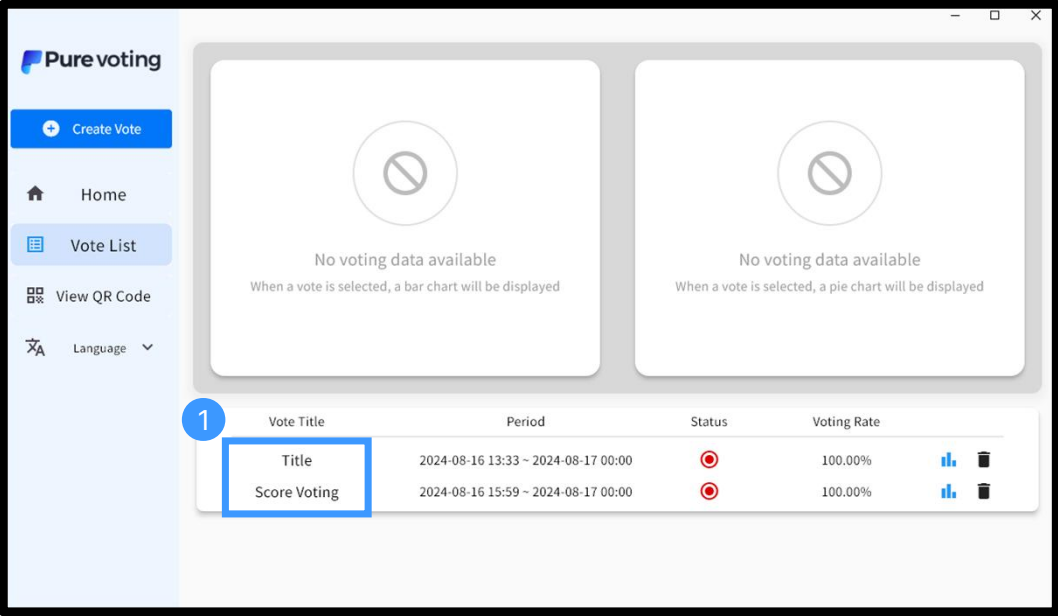 Pure voting
Create Vote
Home
Vote List
View QR Code
Language
No voting data available
When a vote is selected, a bar chart will be displayed
No voting data available
When a vote is selected, a pie chart will be displayed
1
Vote Title Period Status Voting Rate
Title 2024-08-16 13:33 ~ 2024-08-17 00:00 100.00%
Score Voting 2024-08-16 15:59 ~ 2024-08-17 00:00 100.00%